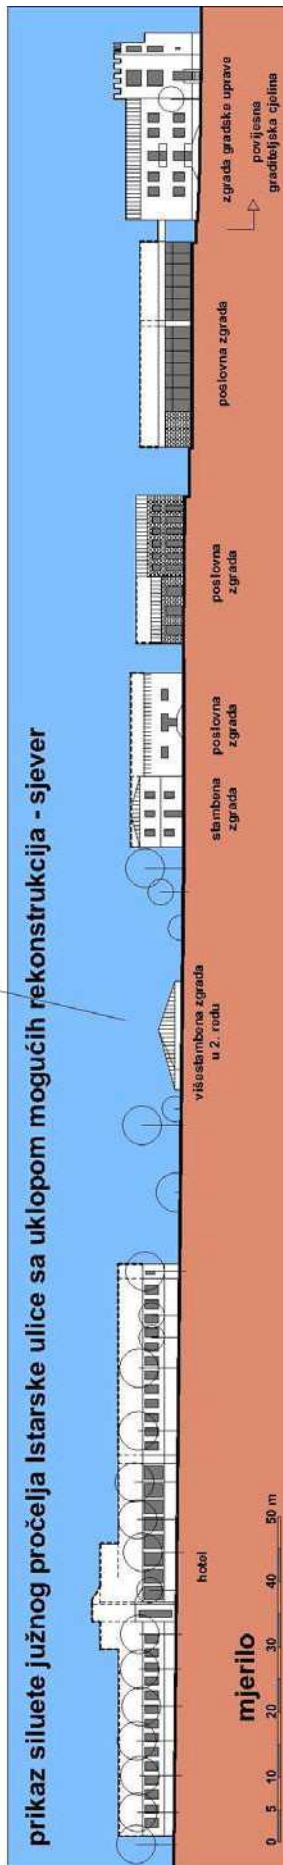 prikaz siluete južnog pročelja Istarske ulice sa uklopom mogućih rekonstrukcija - sjever
hotel
višestambena zgrada
u 2. redu
stambena
zgrada
poslovna
zgrada
poslovna
zgrada
poslovna zgrada
zgrada gradske uprave
povijesna
graditeljska cjelina
mjerilo
0 5 10 20 30 40 50 m